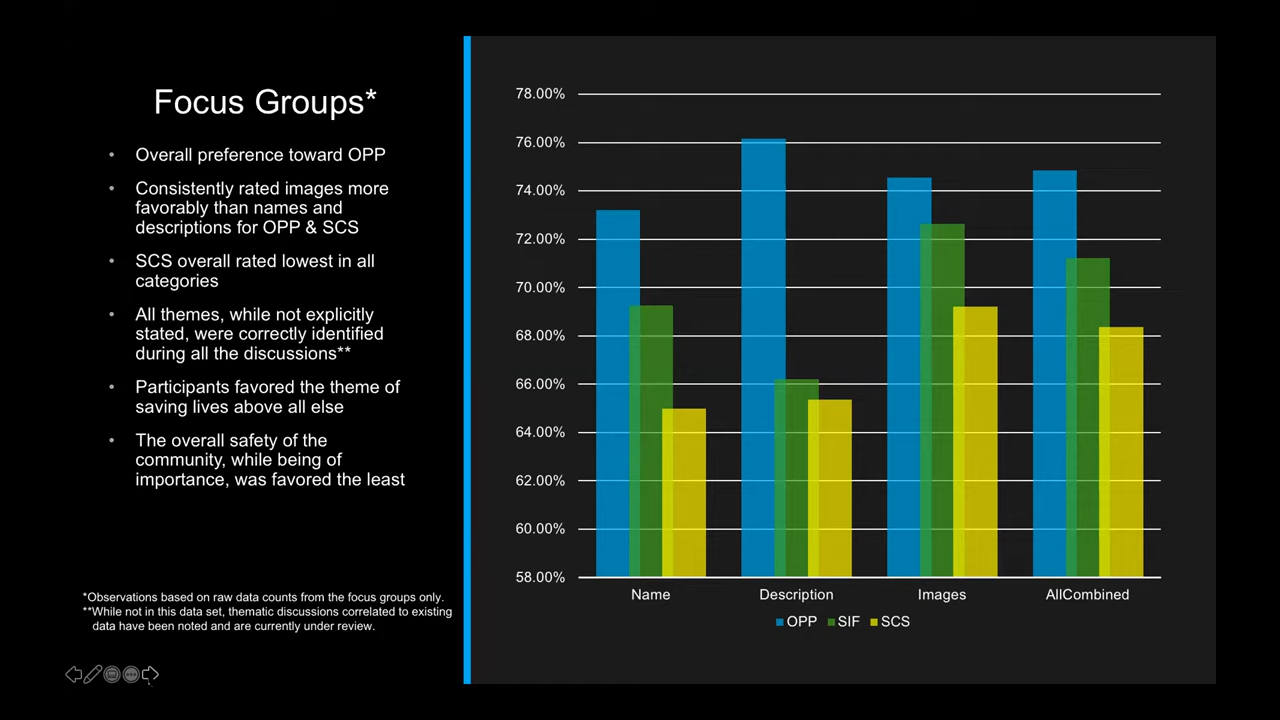 Focus Groups*
• Overall preference toward OPP
• Consistently rated images more
favorably than names and
descriptions for OPP & SCS
• SCS overall rated lowest in all
categories
• All themes, while not explicitly
stated, were correctly identified
during all the discussions**
• Participants favored the theme of
saving lives above all else
• The overall safety of the
community, while being of
importance, was favored the least
*Observations based on raw data counts from the focus groups only.
**While not in this data set, thematic discussions correlated to existing
data have been noted and are currently under review.
78.00%
76.00%
74.00%
72.00%
70.00%
68.00%
66.00%
64.00%
62.00%
60.00%
58.00%
Name Description Images AllCombined
OPP SIF SCS